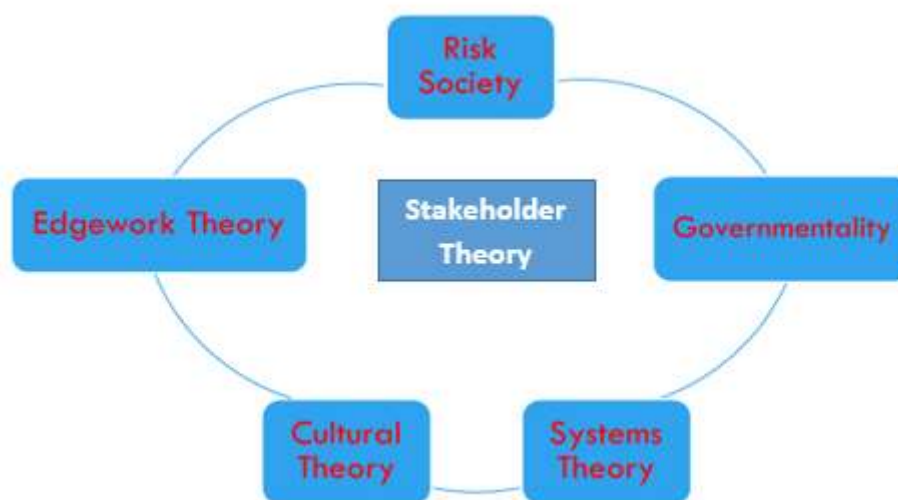 Risk
Society
Edgework Theory
Stakeholder
Theory
Governmentality
Cultural
Theory
Systems
Theory